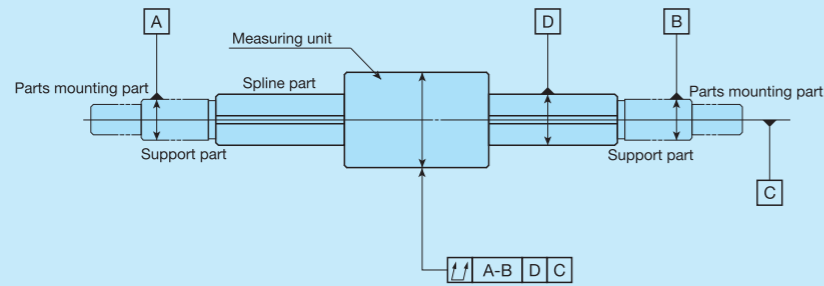 A
D
B
Measuring unit
Parts mounting part
Spline part
Parts mounting part
Support part
Support part
C
A-B D C